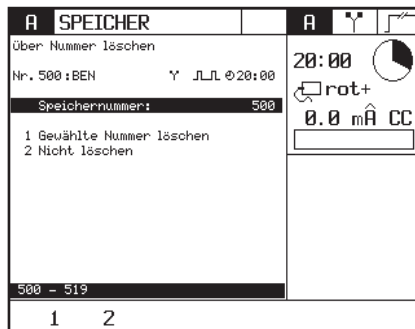 A SPEICHER
über Nummer löschen
Nr. 500:BEN 20:00
Speichernummer: 500
1 Gewählte Nummer löschen
2 Nicht löschen
500 - 519
1 2
A
20:00
rot+
0.0 mÂ CC